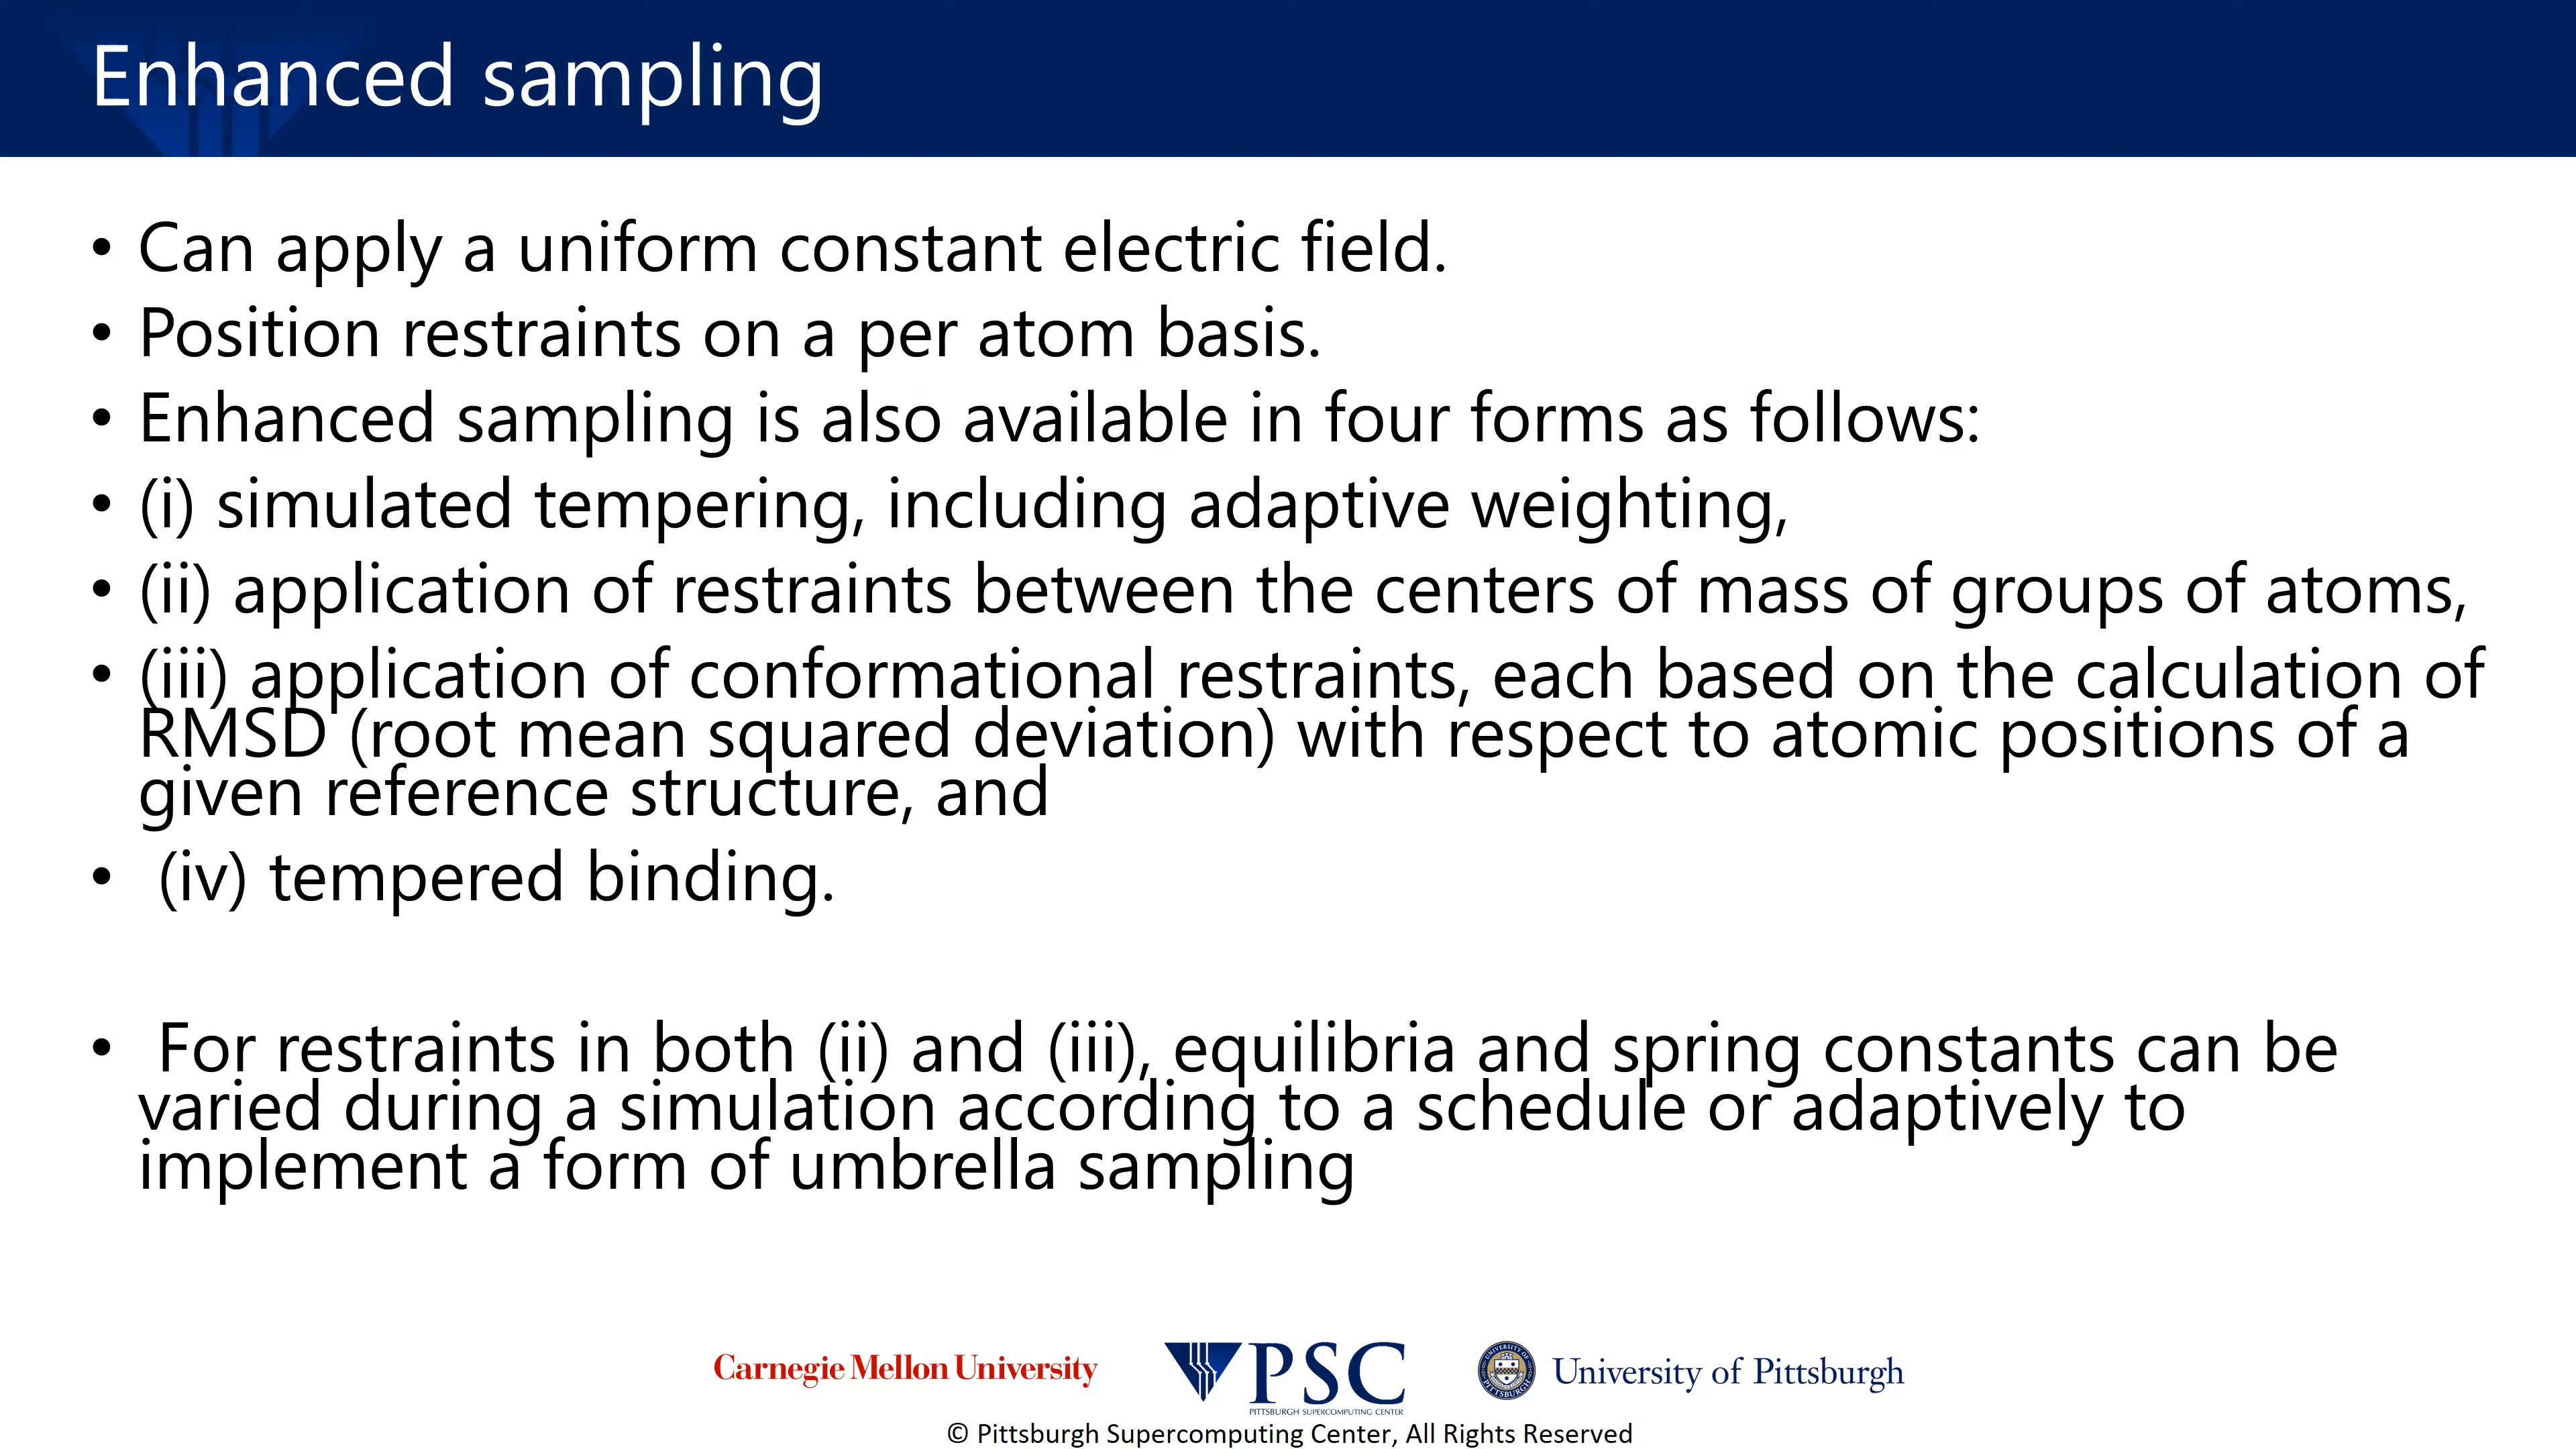 Enhanced sampling
• Can apply a uniform constant electric field.
• Position restraints on a per atom basis.
• Enhanced sampling is also available in four forms as follows:
• (i) simulated tempering, including adaptive weighting,
• (ii) application of restraints between the centers of mass of groups of atoms,
• (iii) application of conformational restraints, each based on the calculation of
RMSD (root mean squared deviation) with respect to atomic positions of a
given reference structure, and
• (iv) tempered binding.
• For restraints in both (ii) and (iii), equilibria and spring constants can be
varied during a simulation according to a schedule or adaptively to
implement a form of umbrella sampling
Carnegie Mellon University
PSC
PITTSBURGH SUPERCOMPUTING CENTER
University of Pittsburgh
© Pittsburgh Supercomputing Center, All Rights Reserved